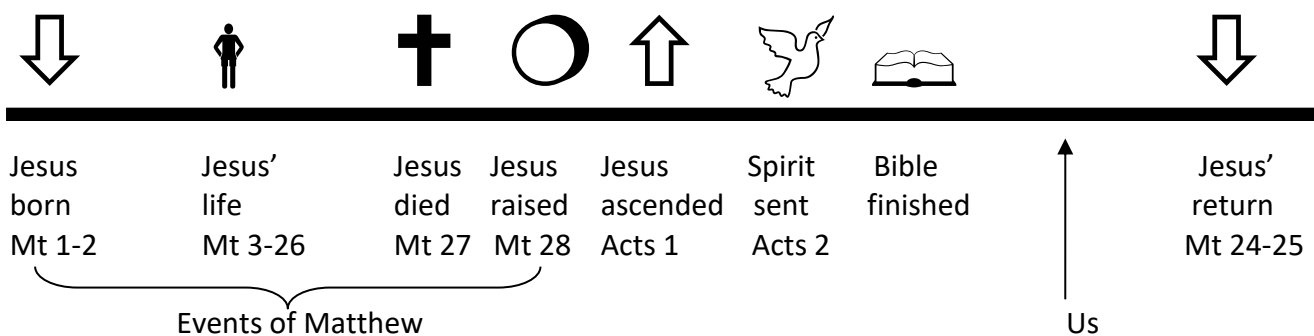 Jesus born Mt 1-2
Jesus' life Mt 3-26
Jesus died Mt 27
Jesus raised Mt 28
Jesus ascended Acts 1
Spirit sent Acts 2
Bible finished
Jesus' return Mt 24-25
Events of Matthew
Us